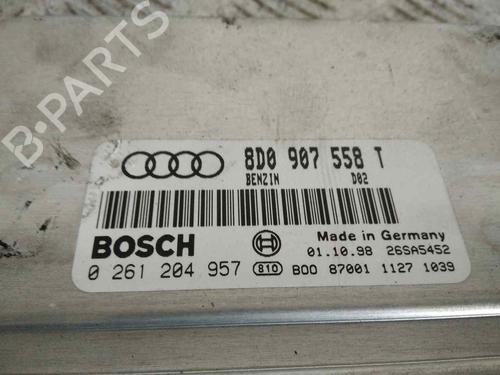 B-PARTS
8D0 907 558 T
BENZIN D02
BOSCH
Made in Germany
01.10.98 26SA5452
0 261 204 957 810 B00 87001 1127 1039